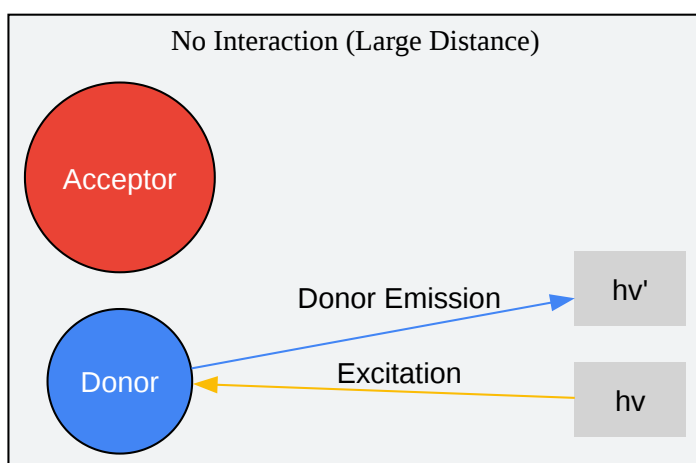 No Interaction (Large Distance)
Acceptor
Donor Emission
hv'
Donor
Excitation
hv